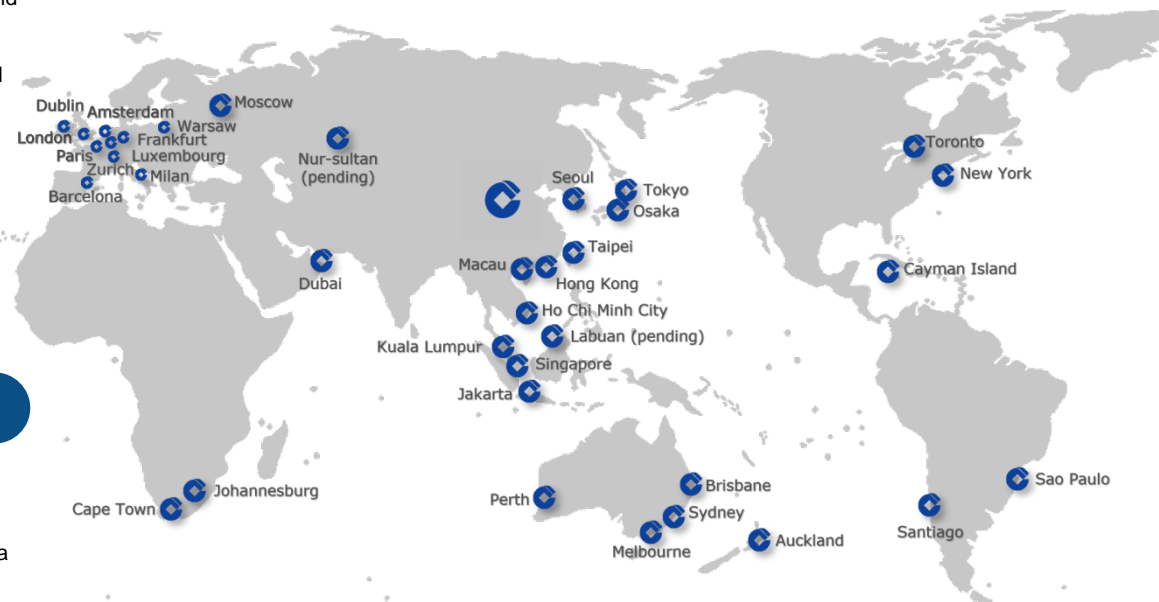 Dublin
Amsterdam
Moscow
London
Warsaw
Frankfurt
Paris
Luxembourg
Zurich
Milan
Barcelona
Nur-sultan
(pending)
Seoul
Tokyo
Osaka
Toronto
New York
Taipei
Macau
Hong Kong
Dubai
Cayman Island
Ho Chi Minh City
Labuan (pending)
Kuala Lumpur
Singapore
Jakarta
Johannesburg
Cape Town
Perth
Brisbane
Sydney
Melbourne
Auckland
Sao Paulo
Santiago
a